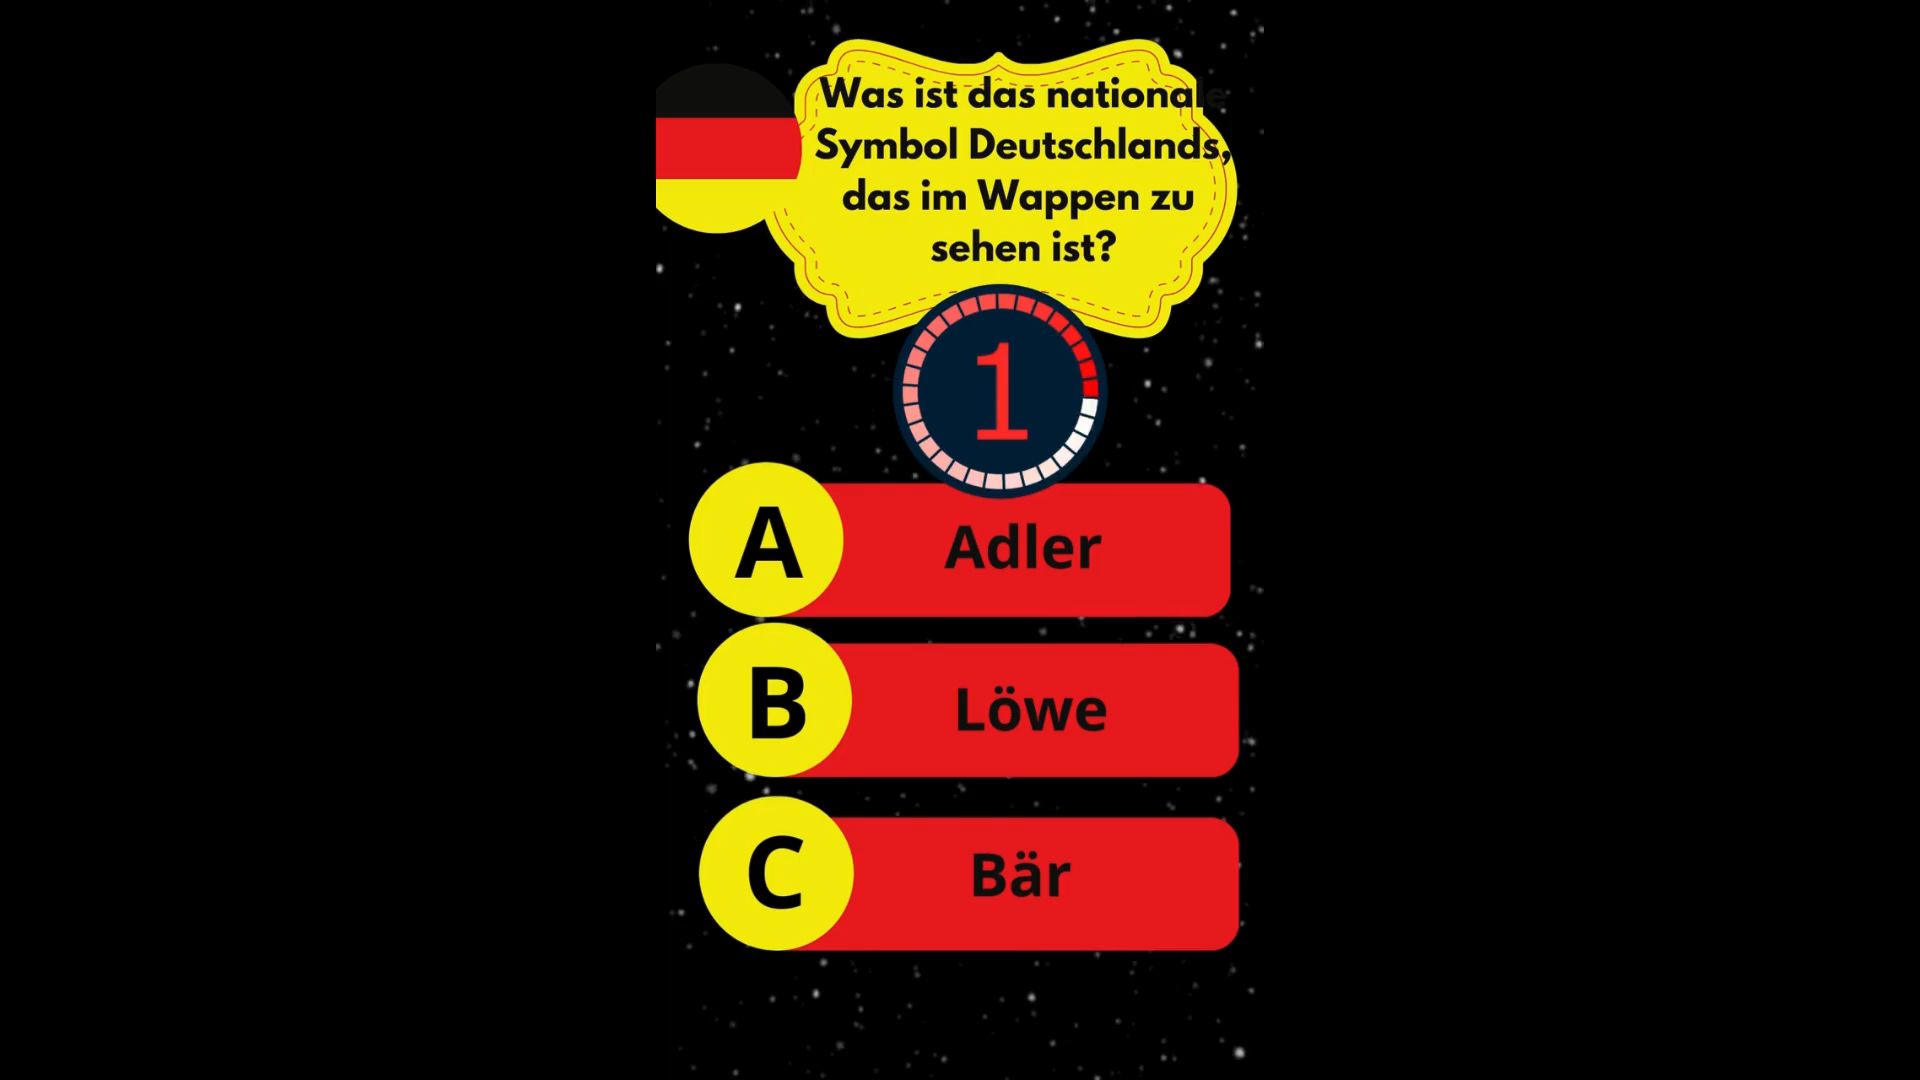 Was ist das nationale
Symbol Deutschlands,
das im Wappen zu
sehen ist?
1
A
Adler
B
Löwe
C
Bär